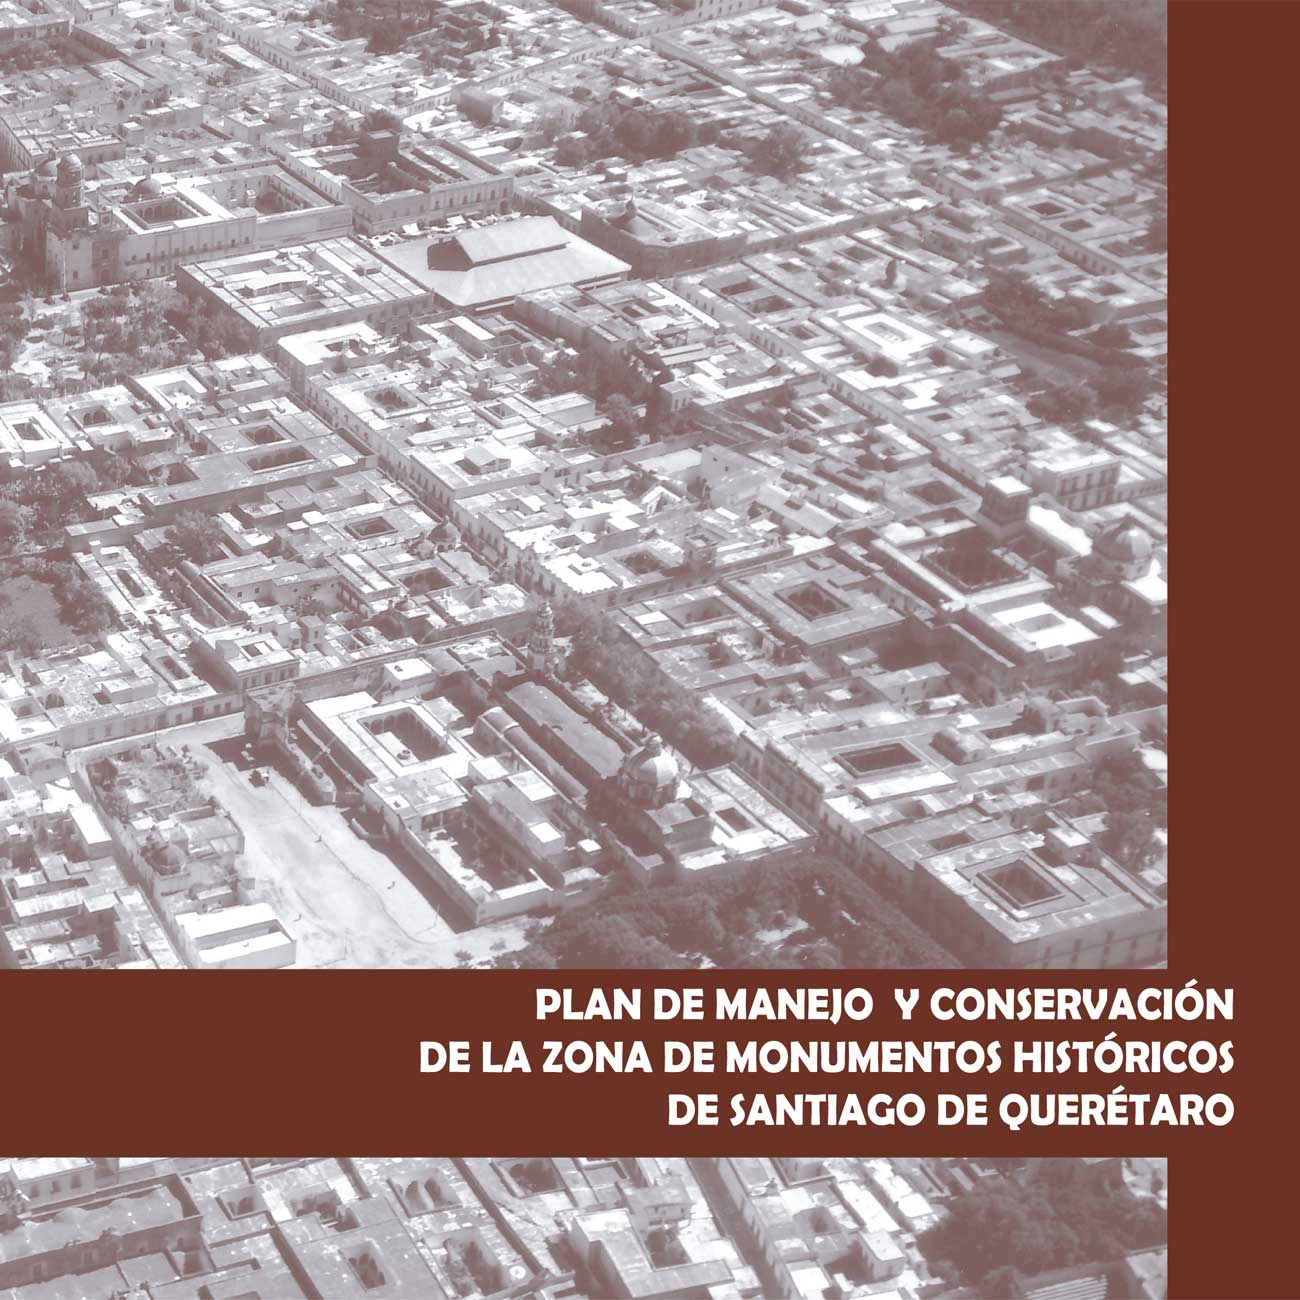 PLAN DE MANEJO Y CONSERVACIÓN
DE LA ZONA DE MONUMENTOS HISTÓRICOS
DE SANTIAGO DE QUERÉTARO